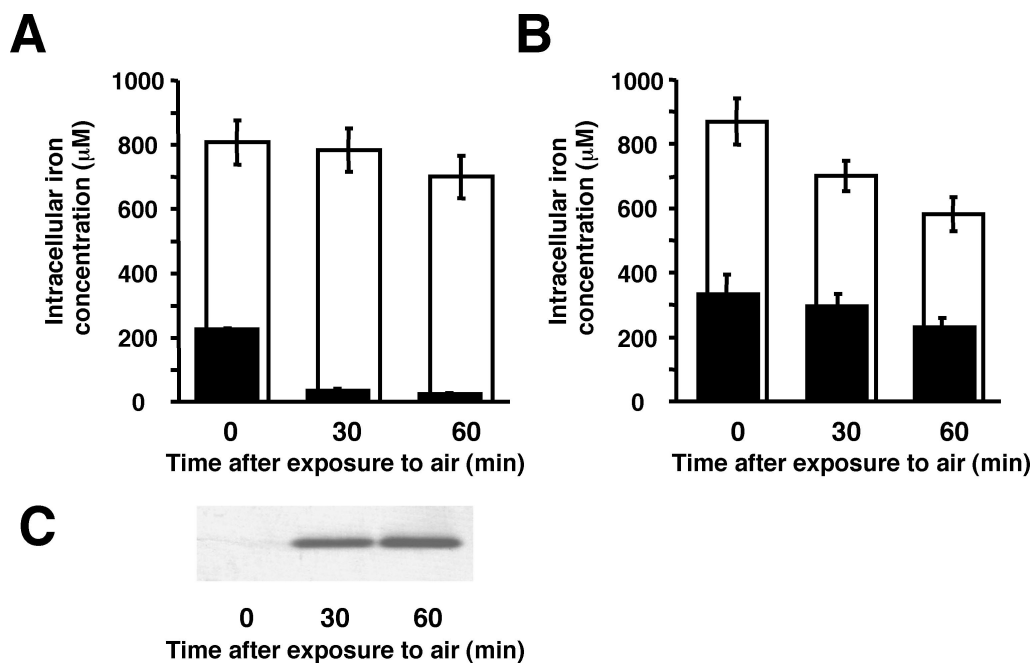 A
B
Intracellular iron
concentration (μM)
1000
800
600
400
200
0
0 30 60
Time after exposure to air (min)
Intracellular iron
concentration (μM)
1000
800
600
400
200
0
0 30 60
Time after exposure to air (min)
C
0 30 60
Time after exposure to air (min)